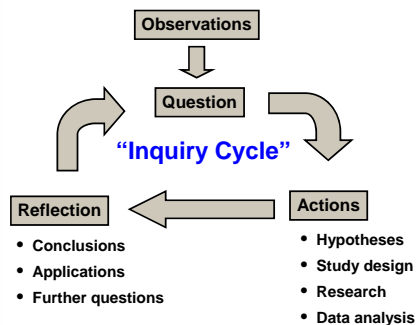 Observations
Question
“Inquiry Cycle”
Reflection
• Conclusions
• Applications
• Further questions
Actions
• Hypotheses
• Study design
• Research
• Data analysis